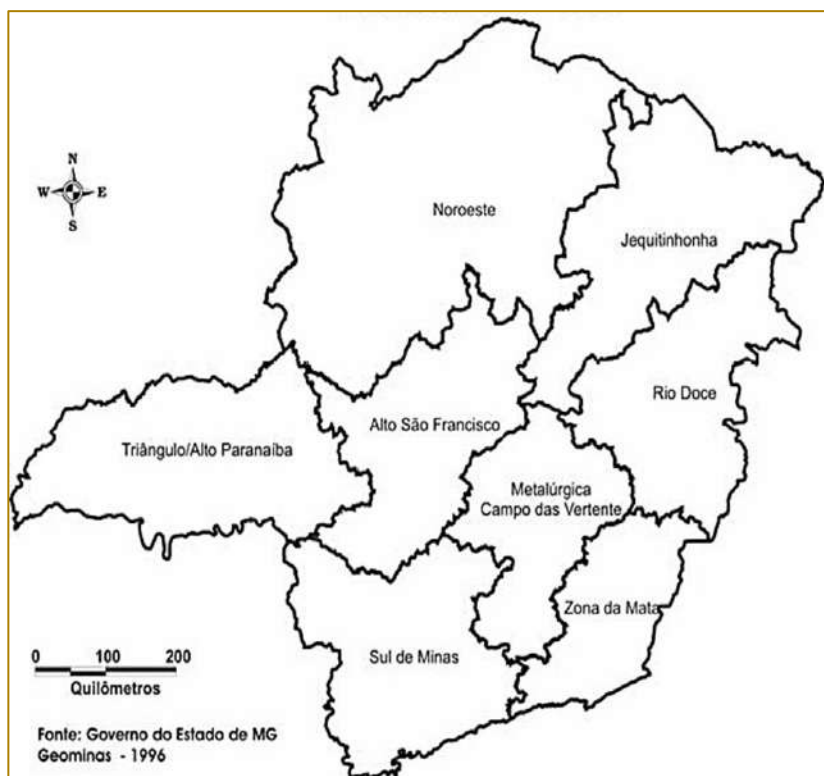 N
W E
S
Noroeste
Jequitinhonha
Rio Doce
Alto São Francisco
Triângulo/Alto Paranaíba
Metalúrgica
Campo das Vertente
Zona da Mata
Sul de Minas
0 100 200
Quilômetros
Fonte: Governo do Estado de MG
Geominas - 1996